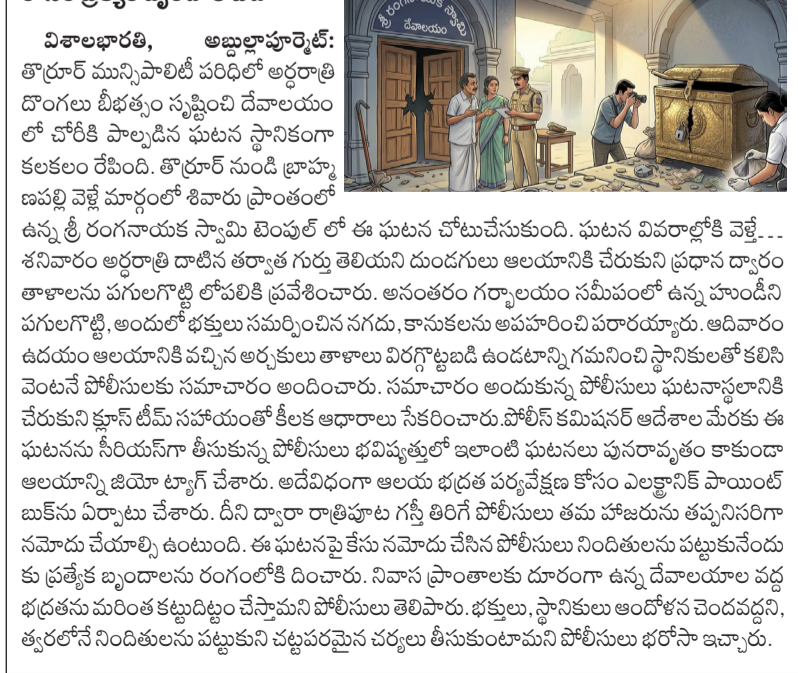 విశాలభారతి, అబ్దుల్లాపూర్మెట్:
తొర్రూర్ మున్సిపాలిటీ పరిధిలో అర్ధరాత్రి
దొంగలు బీభత్సం సృష్టించి దేవాలయం
లో చోరీకి పాల్పడిన ఘటన స్థానికంగా
కలకలం రేపింది. తొర్రూర్ నుండి బ్రాహ్మ
ణపల్లి వెళ్లే మార్గంలో శివారు ప్రాంతంలో
శ్రీ రంగనాయక స్వామి
దేవాలయం
ఉన్న శ్రీ రంగనాయక స్వామి టెంపుల్ లో ఈ ఘటన చోటుచేసుకుంది. ఘటన వివరాల్లోకి వెళ్తే...
శనివారం అర్ధరాత్రి దాటిన తర్వాత గుర్తు తెలియని దుండగులు ఆలయానికి చేరుకుని ప్రధాన ద్వారం
తాళాలను పగులగొట్టి లోపలికి ప్రవేశించారు. అనంతరం గర్భాలయం సమీపంలో ఉన్న హుండీని
పగులగొట్టి, అందులో భక్తులు సమర్పించిన నగదు, కానుకలను అపహరించి పరారయ్యారు. ఆదివారం
ఉదయం ఆలయానికి వచ్చిన అర్చకులు తాళాలు విరగ్గొట్టబడి ఉండటాన్ని గమనించి స్థానికులతో కలిసి
వెంటనే పోలీసులకు సమాచారం అందించారు. సమాచారం అందుకున్న పోలీసులు ఘటనాస్థలానికి
చేరుకుని క్లూస్ టీమ్ సహాయంతో కీలక ఆధారాలు సేకరించారు.పోలీస్ కమిషనర్ ఆదేశాల మేరకు ఈ
ఘటనను సీరియస్‌గా తీసుకున్న పోలీసులు భవిష్యత్తులో ఇలాంటి ఘటనలు పునరావృతం కాకుండా
ఆలయాన్ని జియో ట్యాగ్ చేశారు. అదేవిధంగా ఆలయ భద్రత పర్యవేక్షణ కోసం ఎలక్ట్రానిక్ పాయింట్
బుక్‌ను ఏర్పాటు చేశారు. దీని ద్వారా రాత్రిపూట గస్తీ తిరిగే పోలీసులు తమ హాజరును తప్పనిసరిగా
నమోదు చేయాల్సి ఉంటుంది. ఈ ఘటనపై కేసు నమోదు చేసిన పోలీసులు నిందితులను పట్టుకునేందు
కు ప్రత్యేక బృందాలను రంగంలోకి దించారు. నివాస ప్రాంతాలకు దూరంగా ఉన్న దేవాలయాల వద్ద
భద్రతను మరింత కట్టుదిట్టం చేస్తామని పోలీసులు తెలిపారు. భక్తులు, స్థానికులు ఆందోళన చెందవద్దని,
త్వరలోనే నిందితులను పట్టుకుని చట్టపరమైన చర్యలు తీసుకుంటామని పోలీసులు భరోసా ఇచ్చారు.